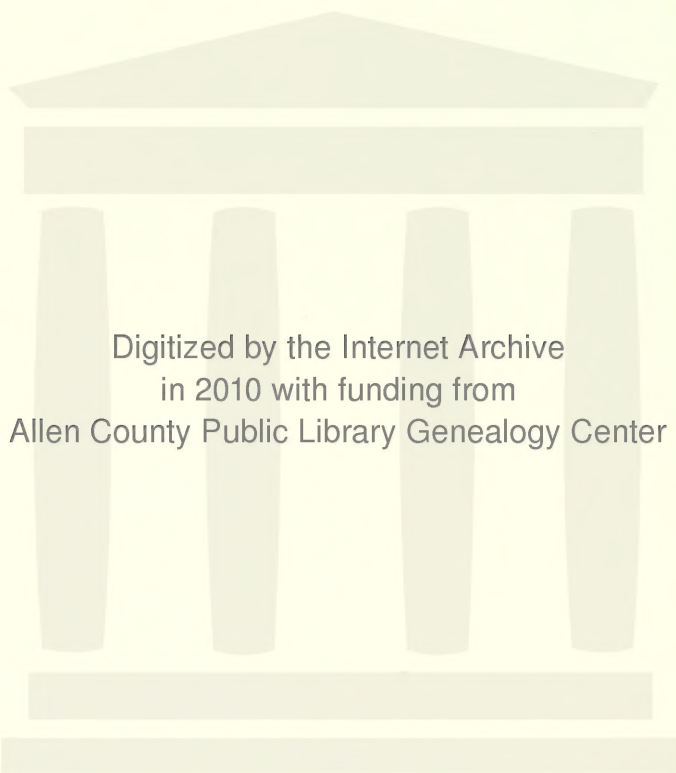 Digitized by the Internet Archive
in 2010 with funding from
Allen County Public Library Genealogy Center